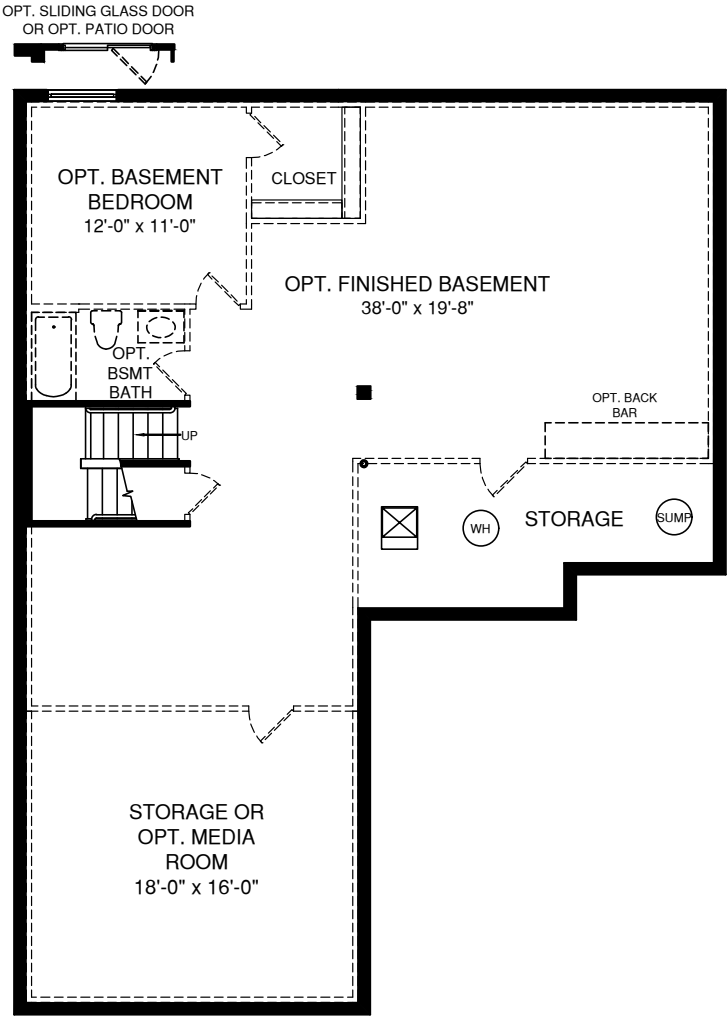 OPT. SLIDING GLASS DOOR
OR OPT. PATIO DOOR
OPT. BASEMENT
BEDROOM
12'-0" x 11'-0"
CLOSET
OPT. FINISHED BASEMENT
38'-0" x 19'-8"
OPT.
BSMT
BATH
OPT. BACK
BAR
UP
WH
STORAGE
SUMP
STORAGE OR
OPT. MEDIA
ROOM
18'-0" x 16'-0"